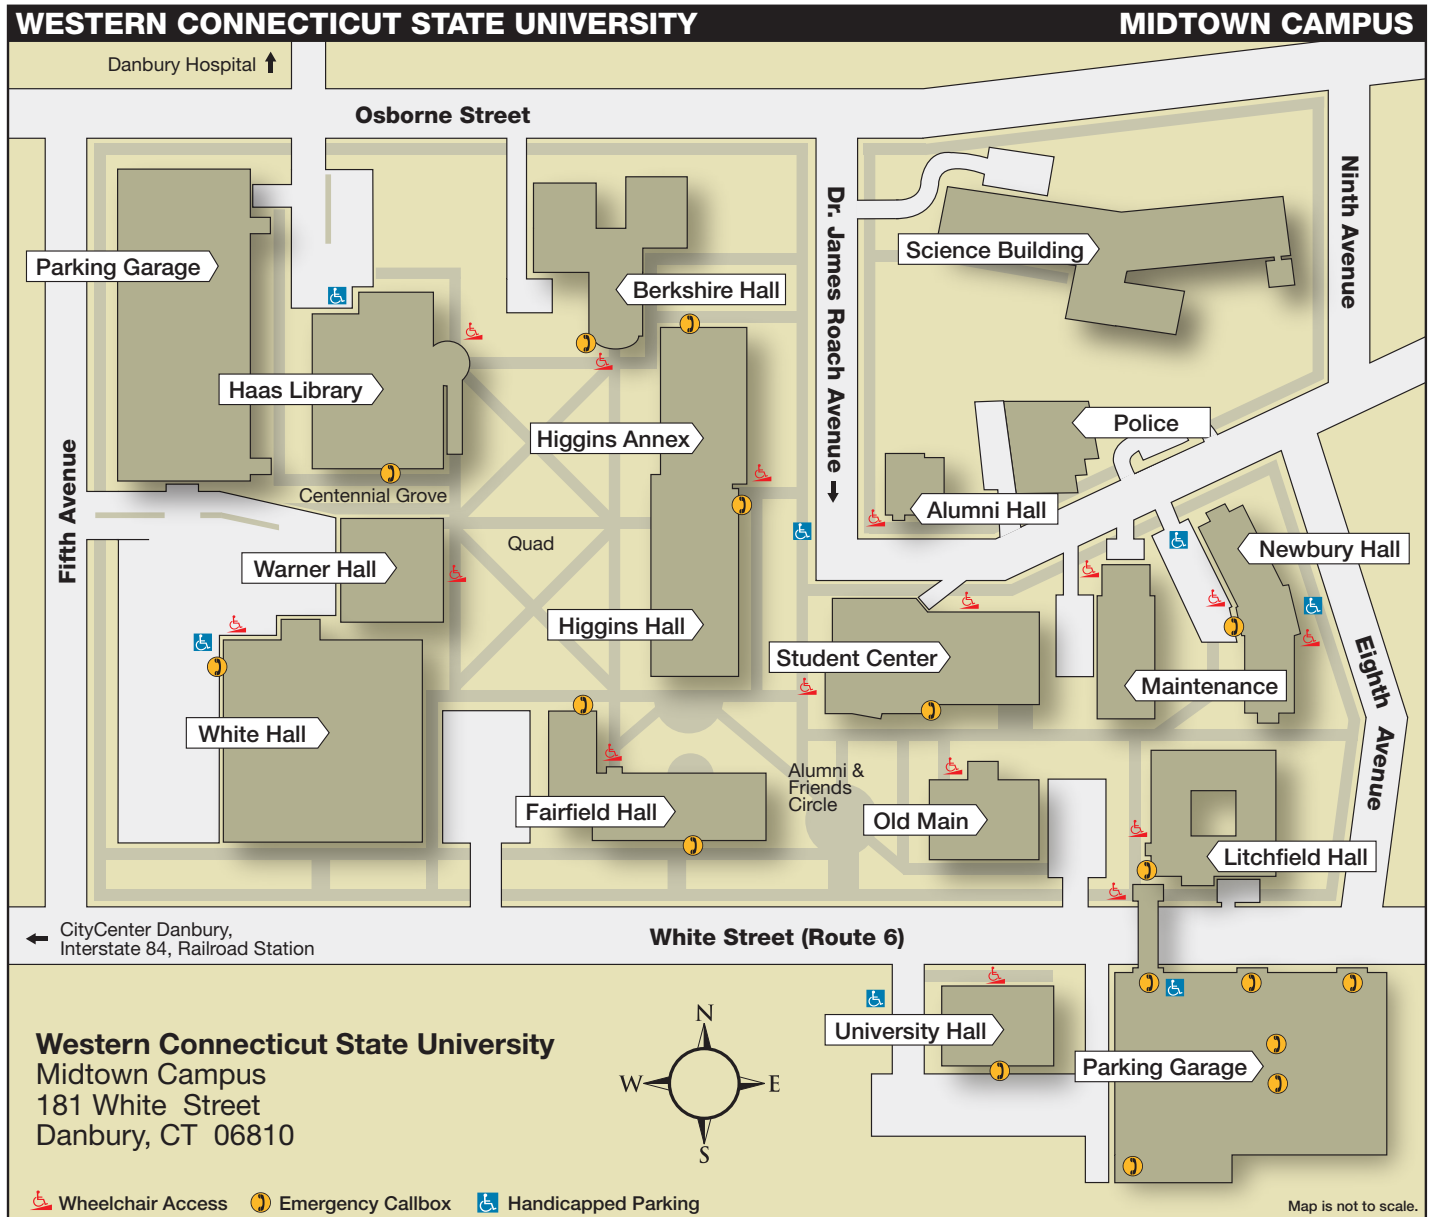 WESTERN CONNECTICUT STATE UNIVERSITY
MIDTOWN CAMPUS
Danbury Hospital
Osborne Street
Ninth Avenue
Dr. James Roach Avenue
Science Building
Parking Garage
Berkshire Hall
Haas Library
Higgins Annex
Police
Fifth Avenue
Centennial Grove
Alumni Hall
Quad
Newbury Hall
Warner Hall
Higgins Hall
Student Center
Maintenance
Eighth Avenue
White Hall
Alumni &
Friends
Circle
Fairfield Hall
Old Main
Litchfield Hall
CityCenter Danbury,
Interstate 84, Railroad Station
White Street (Route 6)
N
W
E
S
University Hall
Parking Garage
Western Connecticut State University
Midtown Campus
181 White Street
Danbury, CT 06810
Wheelchair Access
Emergency Callbox
Handicapped Parking
Map is not to scale.